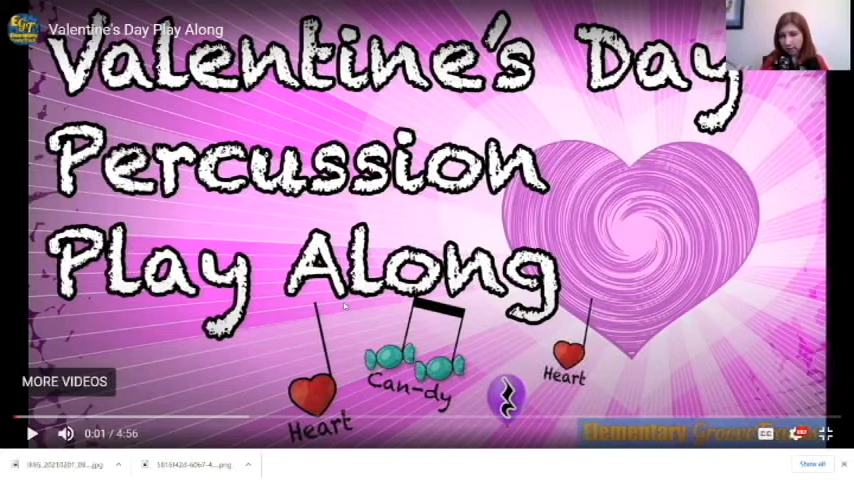 Valentine's Day Play Along
Valentine's Day
Percussion
Play Along
MORE VIDEOS
Heart
Can-dy
Heart
0:01 / 4:56
Elementary
Show all